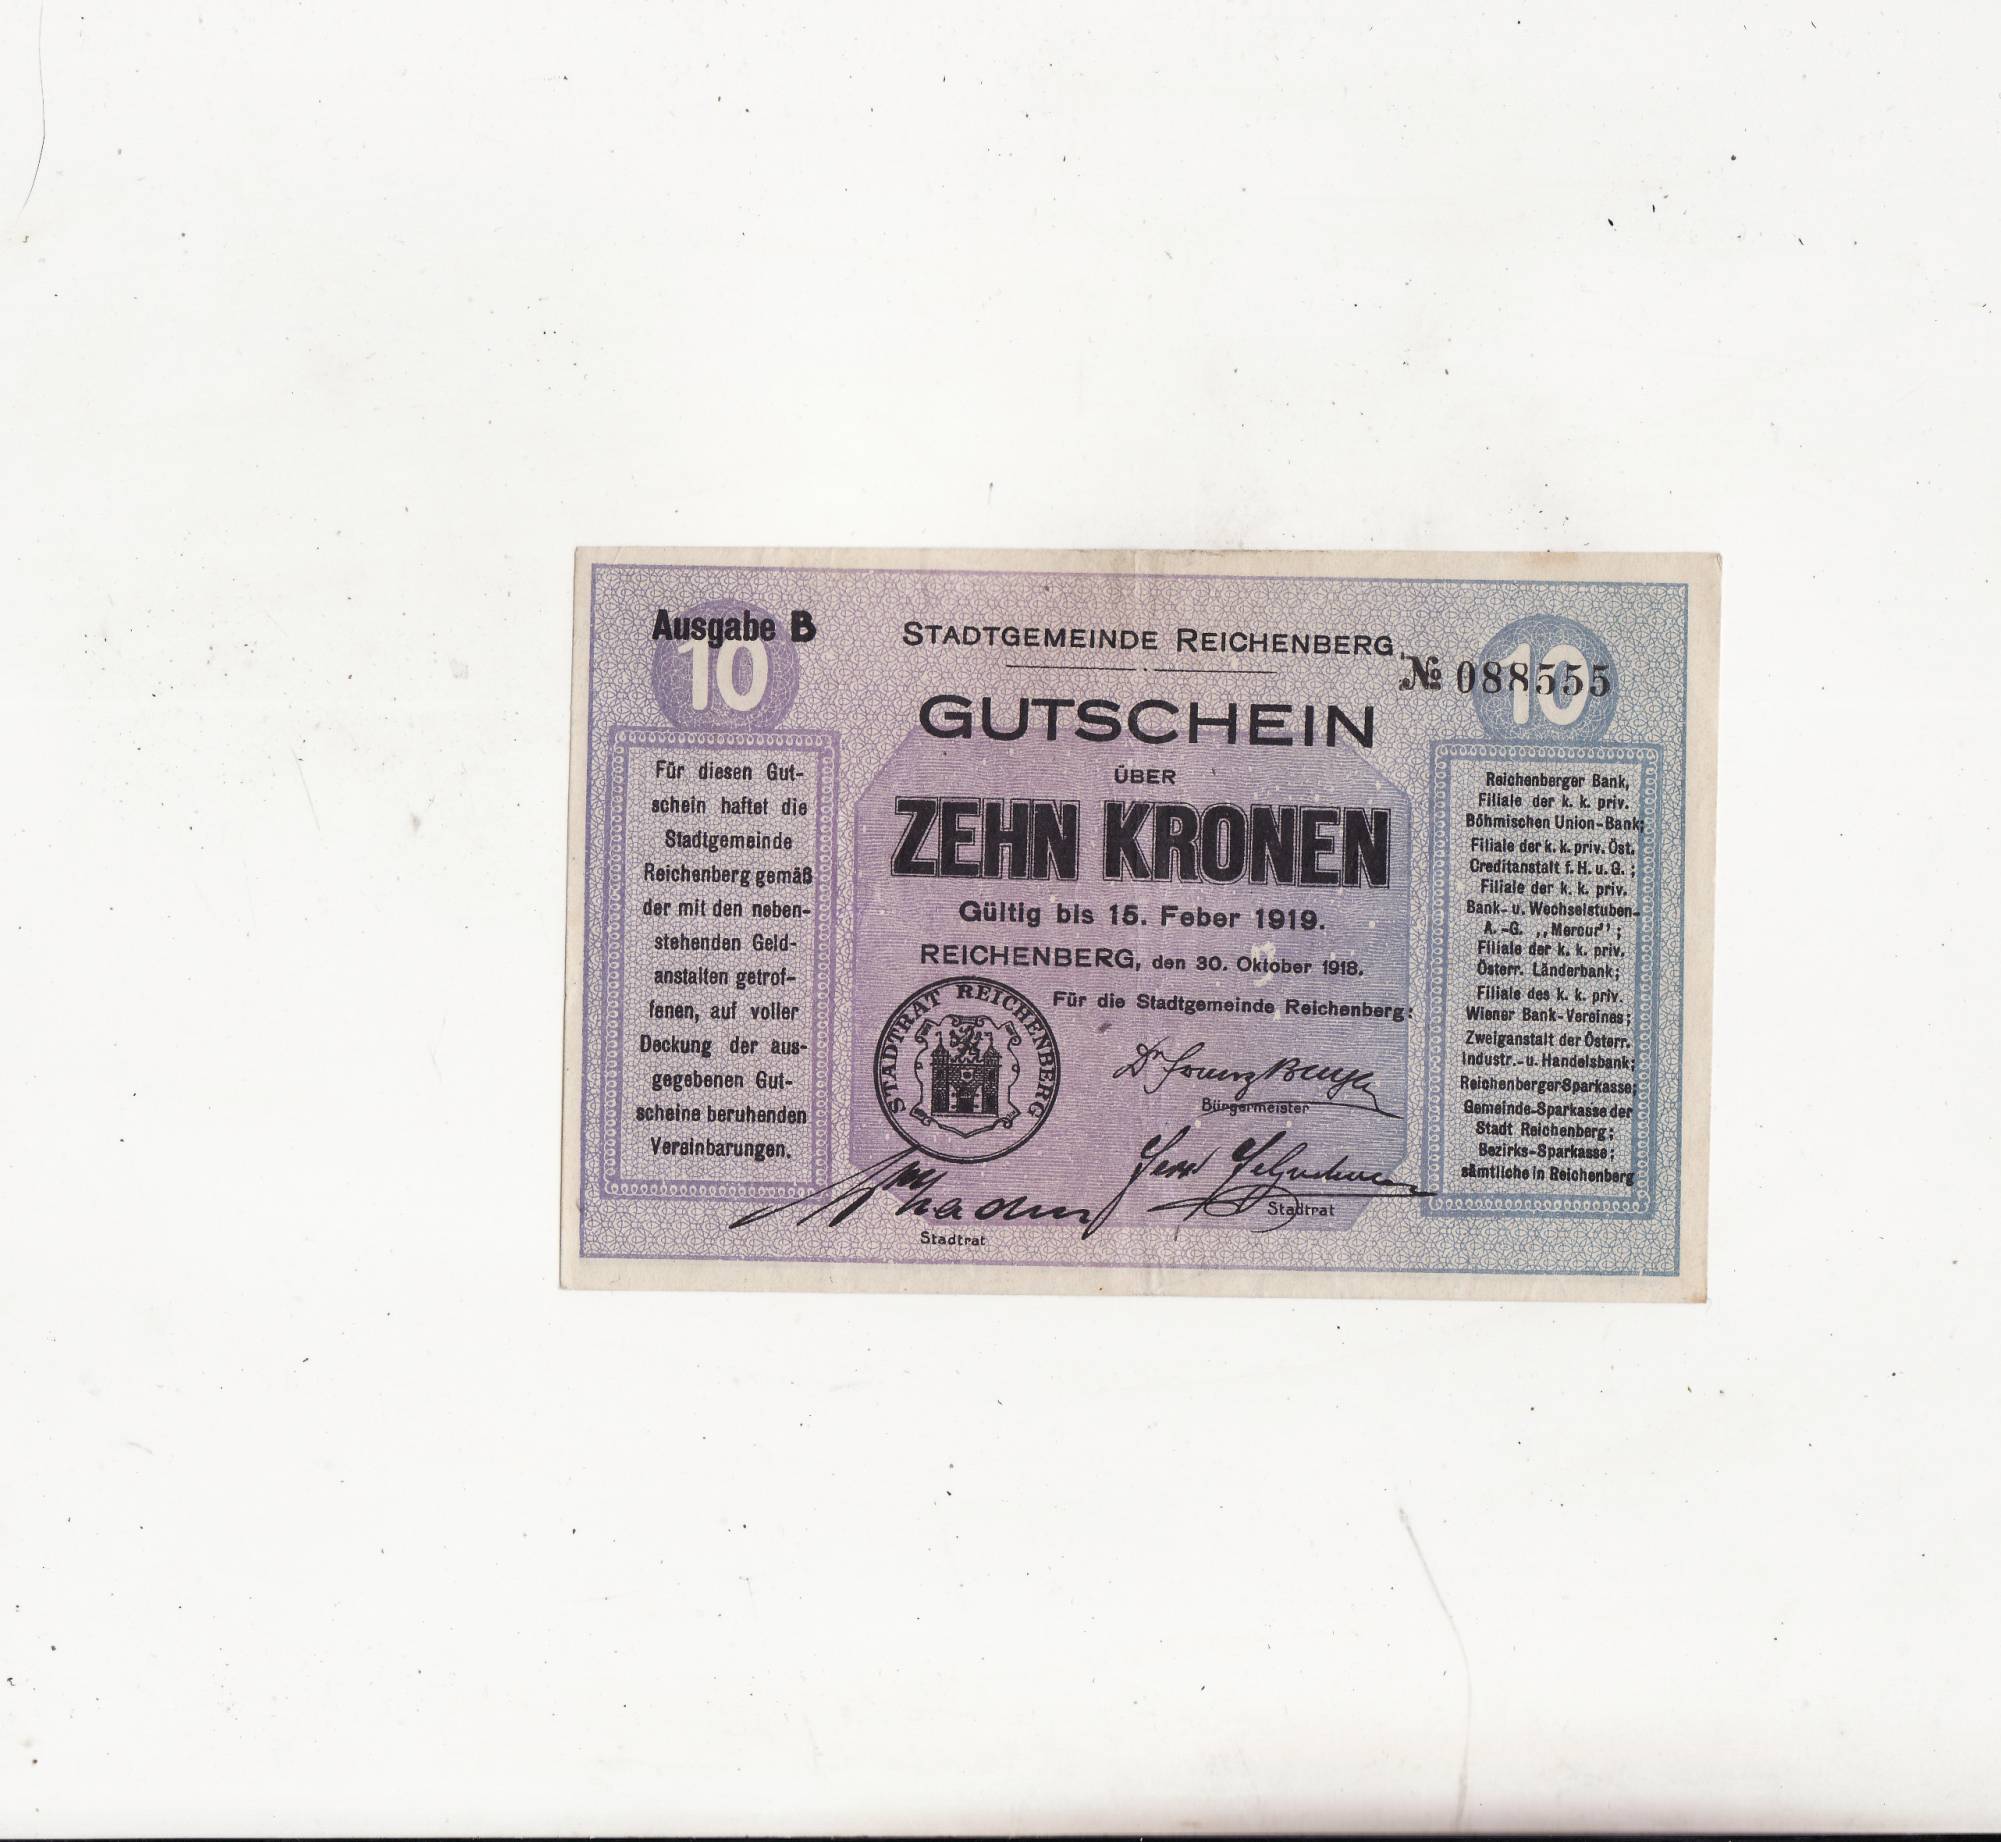 Ausgabe B
10
STADTGEMEINDE REICHENBERG.
№ 088555
10
GUTSCHEIN
ÜBER
ZEHN KRONEN
Gültig bis 15. Feber 1919.
REICHENBERG, den 30. Oktober 1918.
Für die Stadtgemeinde Reichenberg:
STADTRAT REICHENBERG
Bürgermeister
Stadtrat
Stadtrat
Für diesen Gut-
schein haftet die
Stadtgemeinde
Reichenberg gemäß
der mit den neben-
stehenden Geld-
anstalten getrof-
fenen, auf voller
Deckung der aus-
gegebenen Gut-
scheine beruhenden
Vereinbarungen.
Reichenberger Bank,
Filiale der k. k. priv.
Böhmischen Union-Bank;
Filiale der k. k. priv. Öst.
Creditanstalt f. H. u. G. ;
Filiale der k. k. priv.
Bank- u. Wechselstuben-
A.-G. ,,Mercur'' ;
Filiale der k. k. priv.
Österr. Länderbank;
Filiale des k. k. priv.
Wiener Bank-Vereines;
Zweiganstalt der Österr.
Industr.- u. Handelsbank;
Reichenberger Sparkasse;
Gemeinde-Sparkasse der
Stadt Reichenberg;
Bezirks-Sparkasse;
sämtliche in Reichenberg